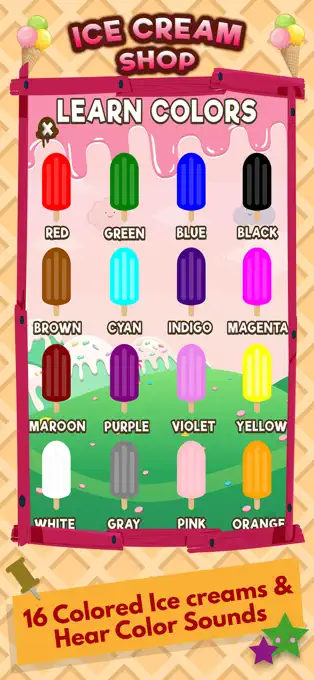 ICE CREAM
SHOP
LEARN COLORS
X
RED GREEN BLUE BLACK
BROWN CYAN INDIGO MAGENTA
MAROON PURPLE VIOLET YELLOW
WHITE GRAY PINK ORANGE
16 Colored Ice creams &
Hear Color Sounds